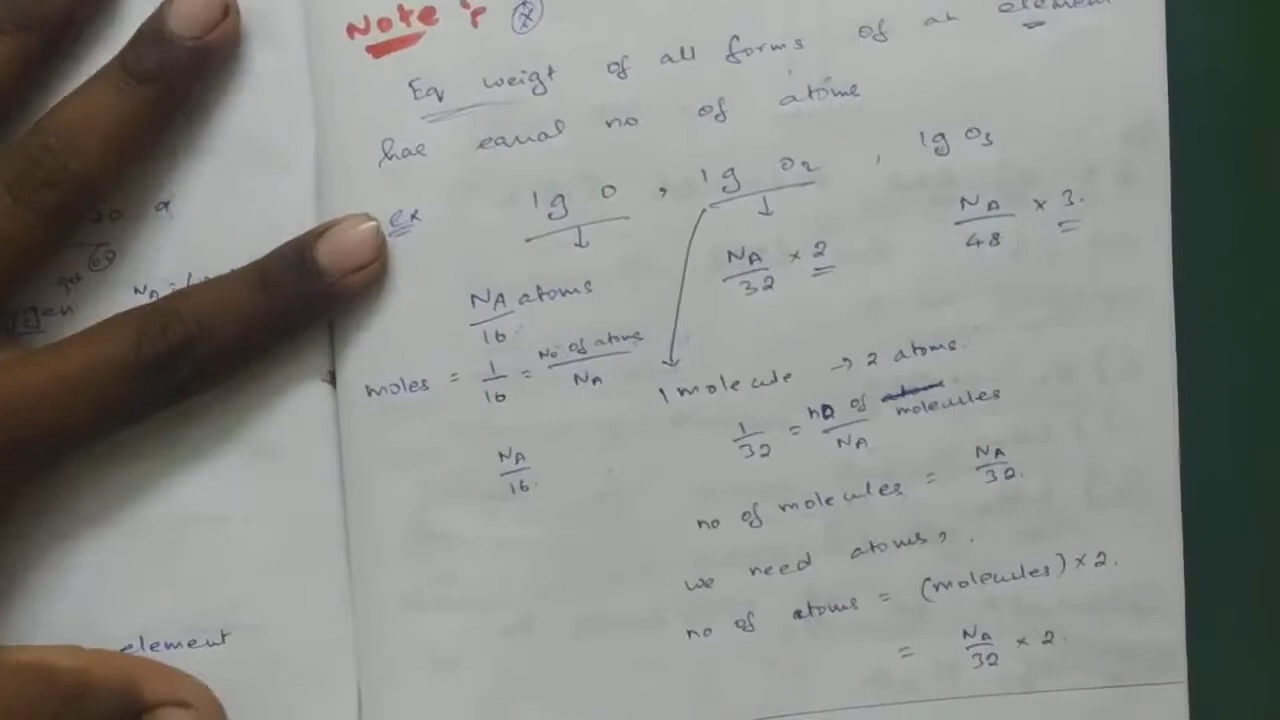 Note :
Eq weigt of all forms of an element
has equal no of atoms
ex 1g O , 1g O2 , 1g O3
NA/16 atoms
NA/32 × 2
NA/48 × 3.
moles = 1/16 = No of atoms/NA
NA/16.
1 molecule → 2 atoms.
1/32 = no of molecules/NA
no of molecules = NA/32.
we need atoms,
no of atoms = (molecules) × 2.
= NA/32 × 2.
element